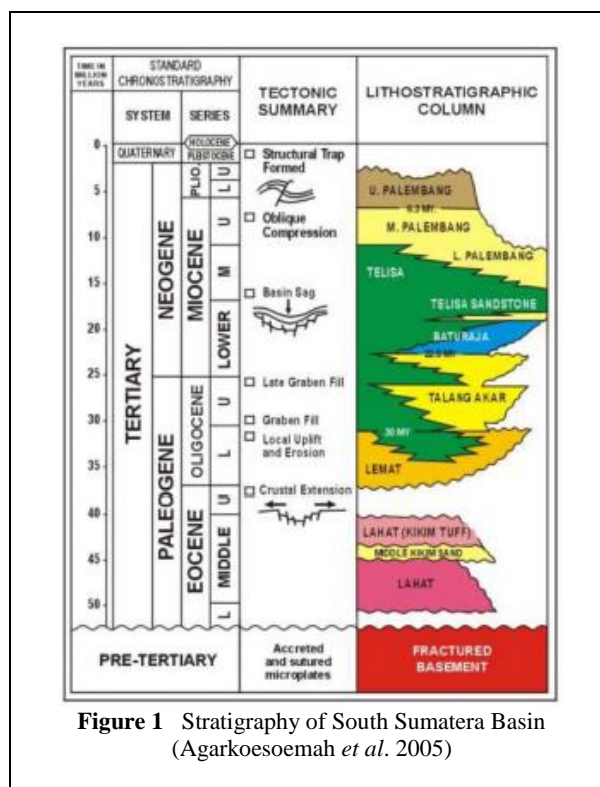 TIME IN
MILLION
YEARS
STANDARD
CHRONOSTRATIGRAPHY
SYSTEM
SERIES
TECTONIC
SUMMARY
LITHOSTRATIGRAPHIC
COLUMN
0
5
10
15
20
25
30
35
40
45
50
QUATERNARY
TERTIARY
NEOGENE
PALEOGENE
HOLOCENE
PLEISTOCENE
PLIO.
MIOCENE
OLIGOCENE
EOCENE
U
L
U
M
LOWER
U
L
U
MIDDLE
L
Structural Trap
Formed
Oblique
Compression
Basin Sag
Late Graben Fill
Graben Fill
Local Uplift
and Erosion
Crustal Extension
U. PALEMBANG
6.3 MY.
M. PALEMBANG
L. PALEMBANG
TELISA
TELISA SANDSTONE
BATURAJA
TALANG AKAR
30 MY
LEMAT
LAHAT (KIKIM TUFF)
MIDDLE KIKIM SAND
LAHAT
PRE-TERTIARY
Accreted
and sutured
microplates
FRACTURED
BASEMENT
Figure 1 Stratigraphy of South Sumatera Basin
(Agarkoesoemah et al. 2005)